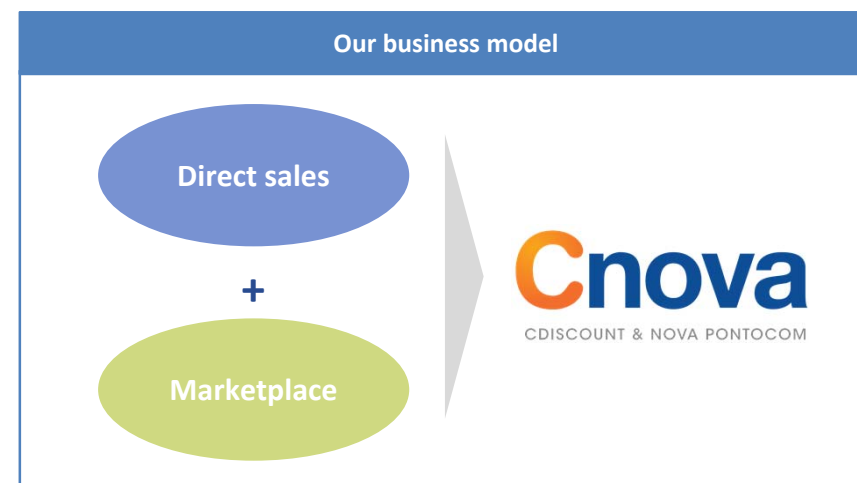 Our business model
Direct sales
+
Marketplace
Cnova
CDISCOUNT & NOVA PONTOCOM